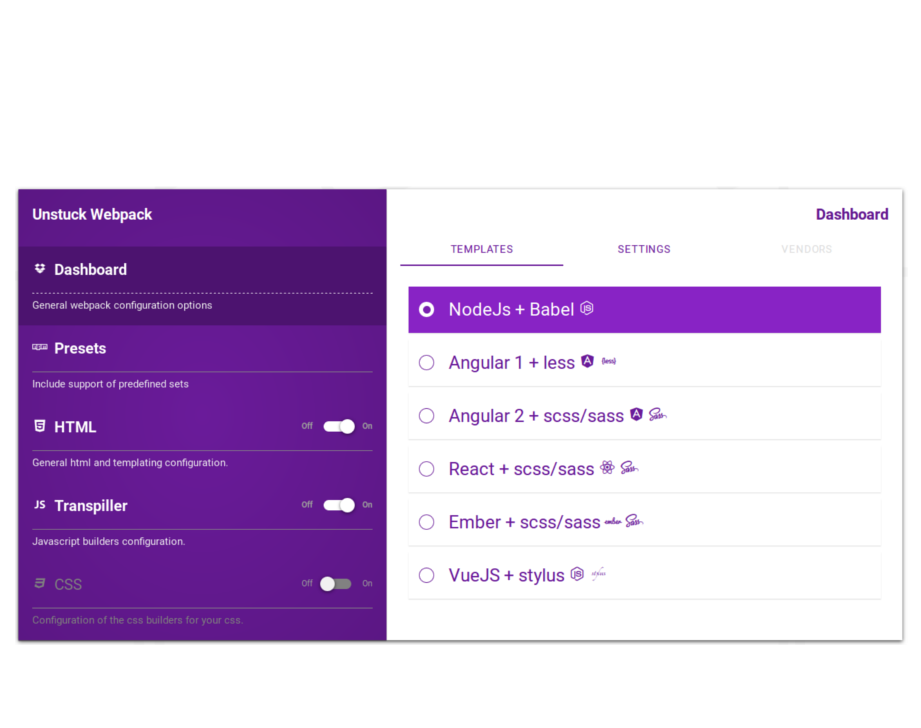 Unstuck Webpack
Dashboard
General webpack configuration options
Presets
Include support of predefined sets
HTML
Off On
General html and templating configuration.
JS Transpiller
Off On
Javascript builders configuration.
CSS
Off On
Configuration of the css builders for your css.
Dashboard
TEMPLATES SETTINGS VENDORS
NodeJs + Babel
Angular 1 + less {less}
Angular 2 + scss/sass Sass
React + scss/sass Sass
Ember + scss/sass ember Sass
VueJS + stylus stylus